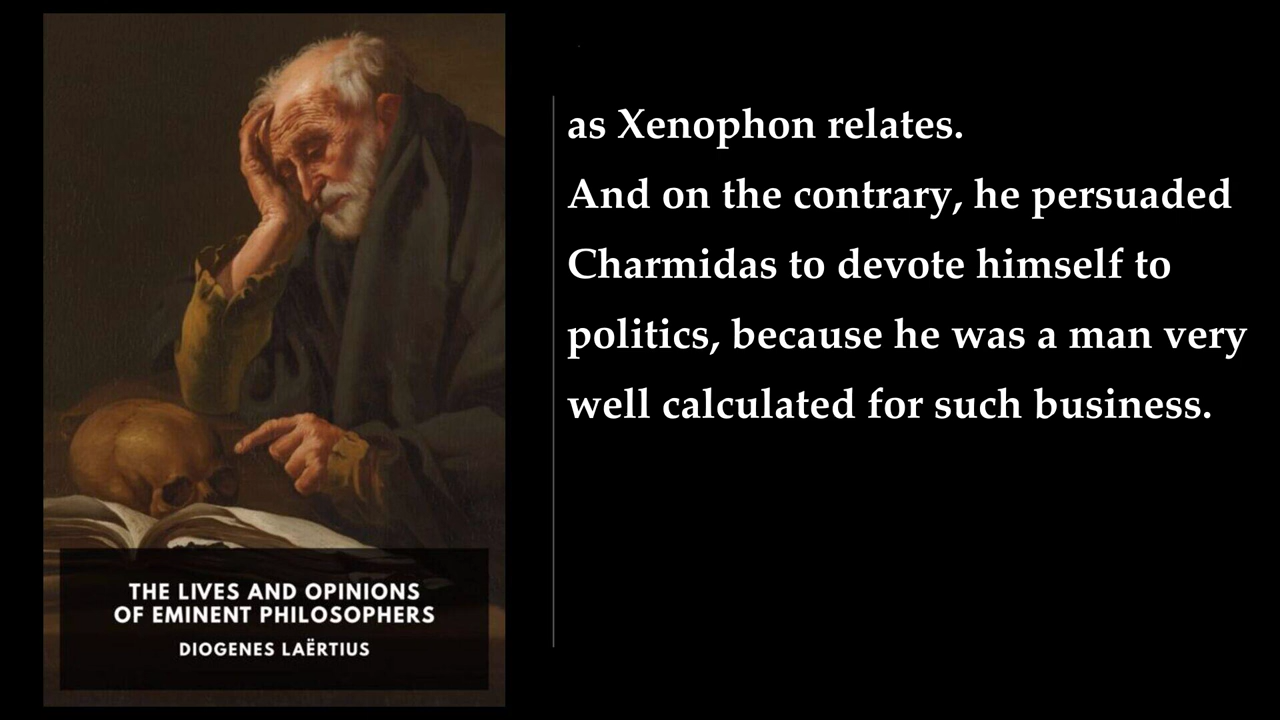 THE LIVES AND OPINIONS
OF EMINENT PHILOSOPHERS
DIOGENES LAËRTIUS
as Xenophon relates.
And on the contrary, he persuaded
Charmidas to devote himself to
politics, because he was a man very
well calculated for such business.